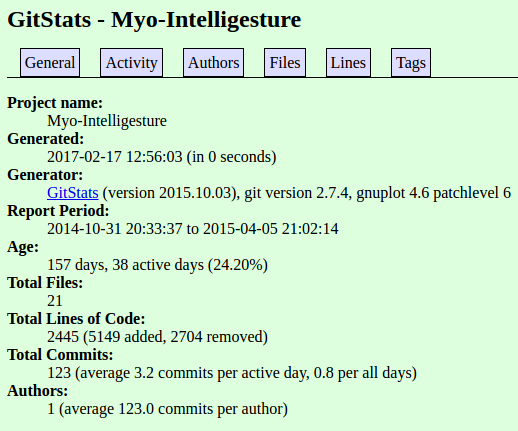 GitStats - Myo-Intelligesture
General Activity Authors Files Lines Tags
Project name:
Myo-Intelligesture
Generated:
2017-02-17 12:56:03 (in 0 seconds)
Generator:
GitStats (version 2015.10.03), git version 2.7.4, gnuplot 4.6 patchlevel 6
Report Period:
2014-10-31 20:33:37 to 2015-04-05 21:02:14
Age:
157 days, 38 active days (24.20%)
Total Files:
21
Total Lines of Code:
2445 (5149 added, 2704 removed)
Total Commits:
123 (average 3.2 commits per active day, 0.8 per all days)
Authors:
1 (average 123.0 commits per author)